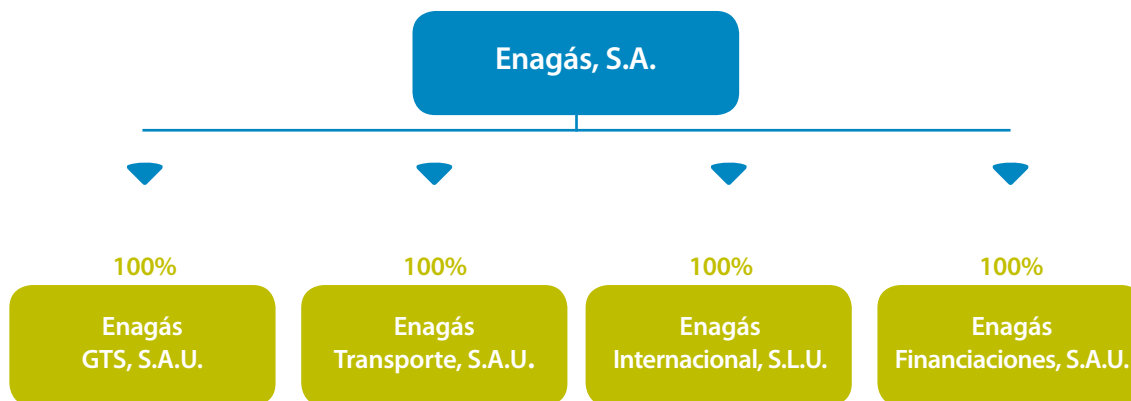 Enagás, S.A.
100%
100%
100%
100%
Enagás
GTS, S.A.U.
Enagás
Transporte, S.A.U.
Enagás
Internacional, S.L.U.
Enagás
Financiaciones, S.A.U.